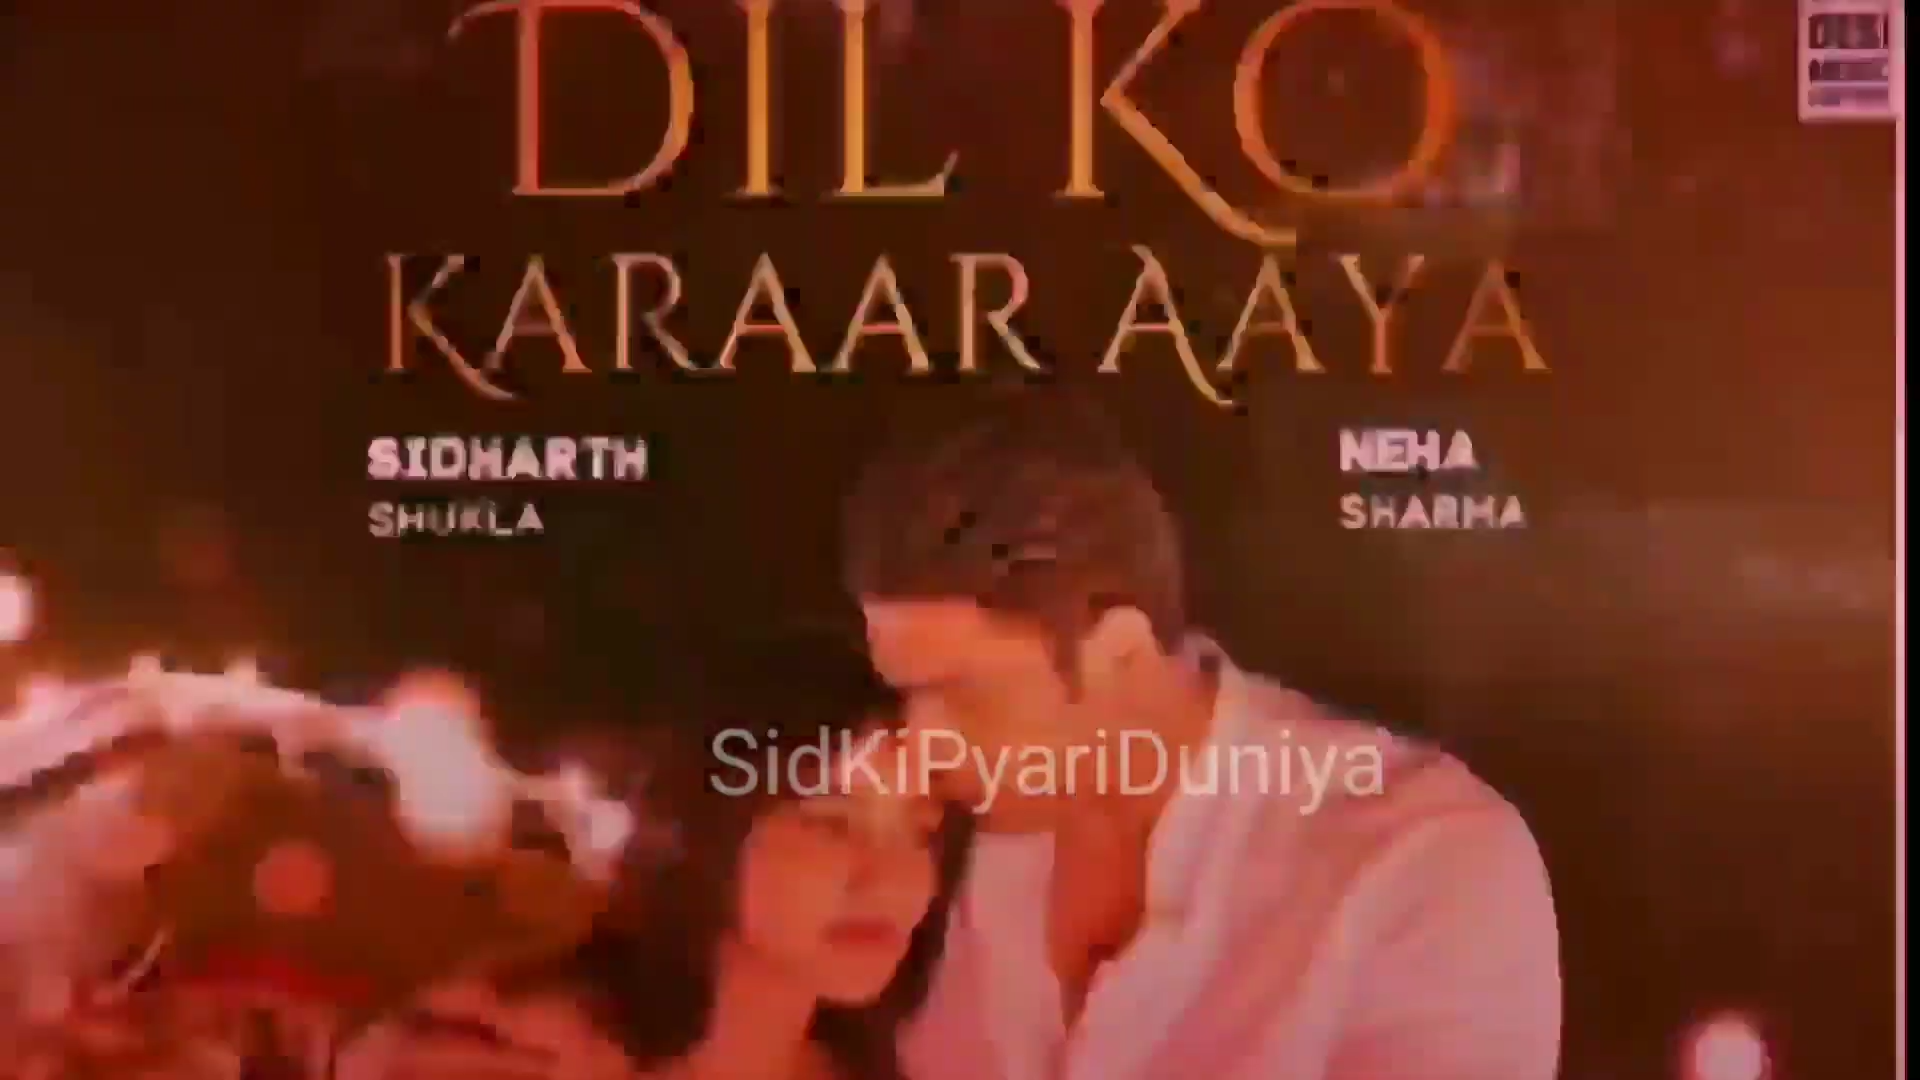 DIL KO
KARAAR AAYA
SIDHARTH
SHUKLA
NEHA
SHARMA
SidKiPyariDuniya